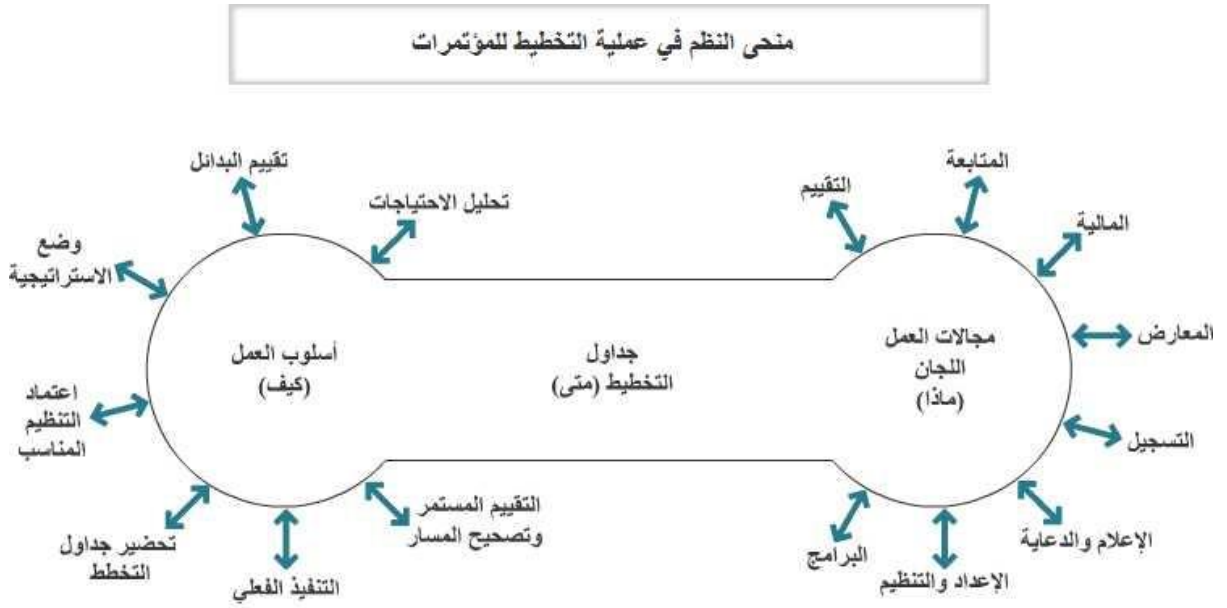 منحى النظم في عملية التخطيط للمؤتمرات
المتابعة
التقييم
المالية
المعارض
التسجيل
الإعلام والدعاية
الإعداد والتنظيم
البرامج
مجالات العمل
اللجان
(ماذا)
جداول
التخطيط (متى)
أسلوب العمل
(كيف)
تحليل الاحتياجات
تقييم البدائل
وضع
الاستراتيجية
اعتماد
التنظيم
المناسب
تحضير جداول
التخطط
التنفيذ الفعلي
التقييم المستمر
وتصحيح المسار